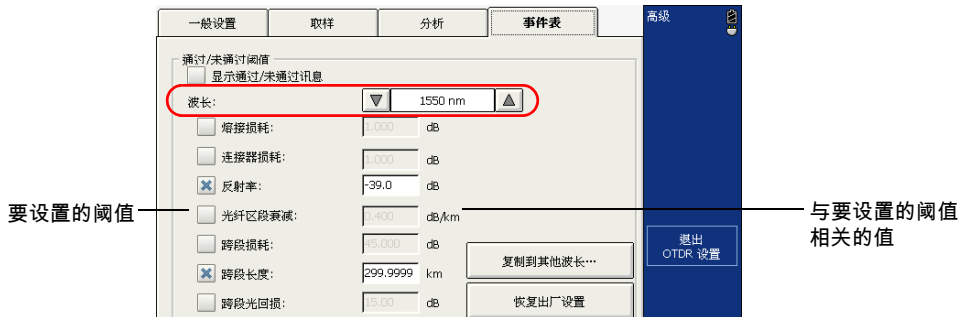 一般设置 取样 分析 事件表 高级
通过/未通过阈值
显示通过/未通过讯息
波长: 1550 nm
熔接损耗: 1.000 dB
连接器损耗: 1.000 dB
反射率: -39.0 dB
要设置的阈值 光纤区段衰减: 0.400 dB/km 与要设置的阈值
相关的值
跨段损耗: 45.000 dB
复制到其他波长…
退出
OTDR 设置
跨段长度: 299.9999 km
跨段光回损: 15.00 dB
恢复出厂设置